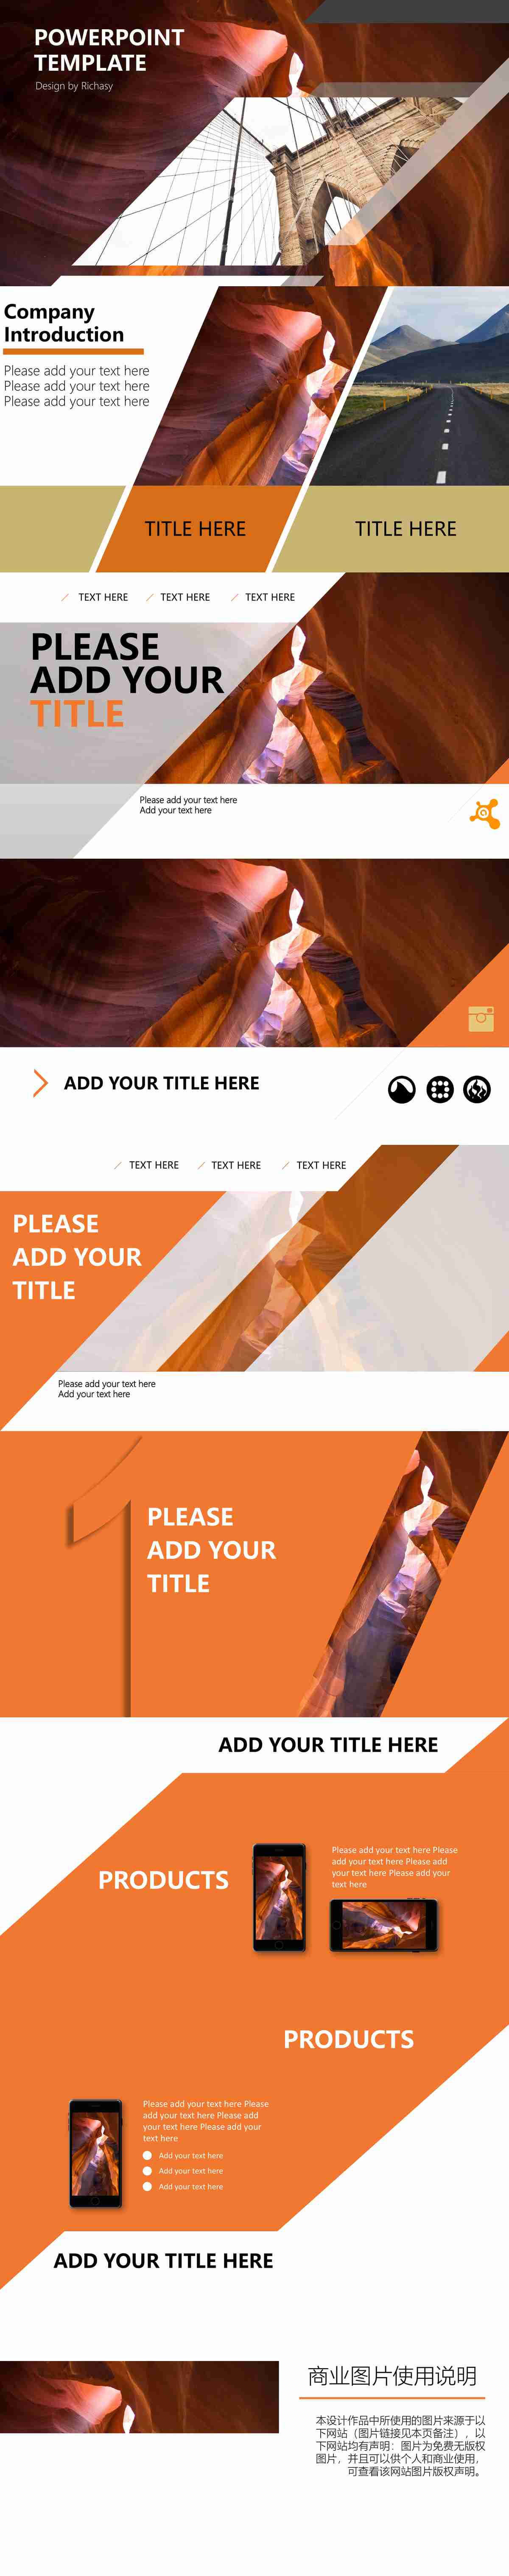 POWERPOINT
TEMPLATE
Design by Richasy
Company
Introduction
Please add your text here
Please add your text here
Please add your text here
TITLE HERE
TITLE HERE
TEXT HERE
TEXT HERE
TEXT HERE
PLEASE
ADD YOUR
TITLE
Please add your text here
Add your text here
ADD YOUR TITLE HERE
TEXT HERE
TEXT HERE
TEXT HERE
PLEASE
ADD YOUR
TITLE
Please add your text here
Add your text here
1
PLEASE
ADD YOUR
TITLE
ADD YOUR TITLE HERE
PRODUCTS
Please add your text here Please
add your text here Please add
your text here Please add your
text here
PRODUCTS
Please add your text here Please
add your text here Please add
your text here Please add your
text here
Add your text here
Add your text here
Add your text here
ADD YOUR TITLE HERE
商业图片使用说明
本设计作品中所使用的图片来源于以
下网站（图片链接见本页备注），以
下网站均有声明：图片为免费无版权
图片，并且可以供个人和商业使用，
可查看该网站图片版权声明。